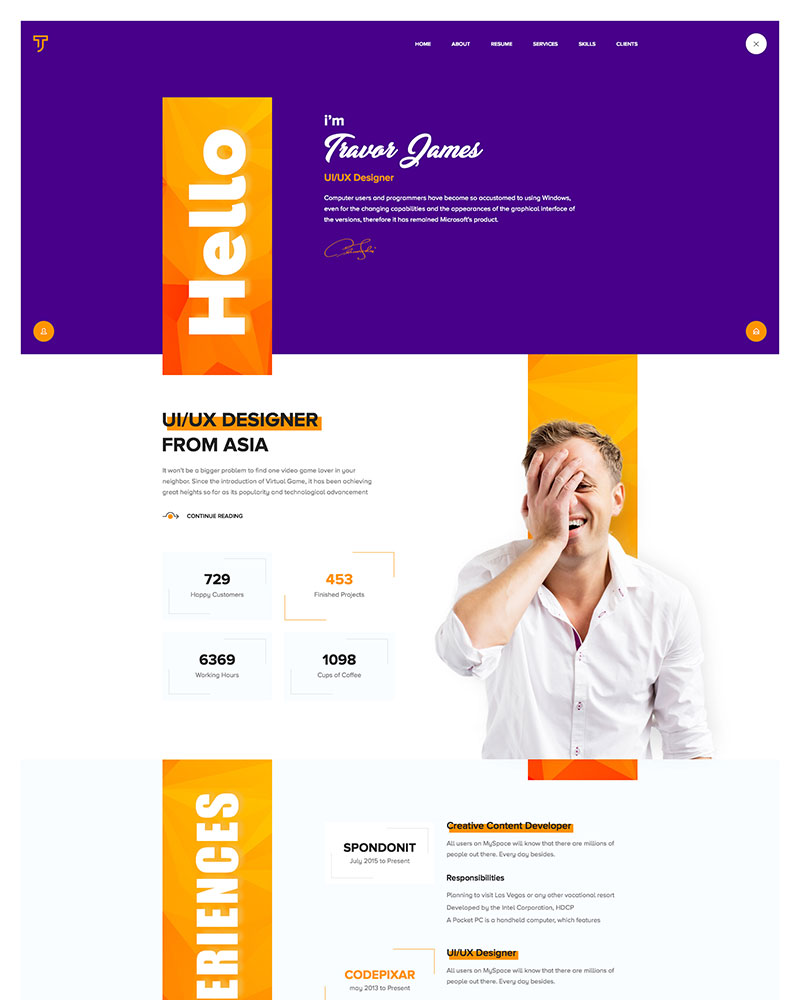 HOME ABOUT RESUME SERVICES SKILLS CLIENTS
Hello
i'm
Travor James
UI/UX Designer
Computer users and programmers have become so accustomed to using Windows,
even for the changing capabilities and the appearances of the graphical interface of
the versions, therefore it has remained Microsoft's product.
UI/UX DESIGNER
FROM ASIA
It won't be a bigger problem to find one video game lover in your
neighbor. Since the introduction of Virtual Game, it has been achieving
great heights so far as its popularity and technological advancement
CONTINUE READING
729
Happy Customers
453
Finished Projects
6369
Working Hours
1098
Cups of Coffee
ERIENCES
SPONDONIT
July 2015 to Present
Creative Content Developer
All users on MySpace will know that there are millions of
people out there. Every day besides.
Responsibilities
Planning to visit Las Vegas or any other vacational resort
Developed by the Intel Corporation, HDCP
A Pocket PC is a handheld computer, which features
CODEPIXAR
may 2013 to Present
UI/UX Designer
All users on MySpace will know that there are millions of
people out there. Every day besides.